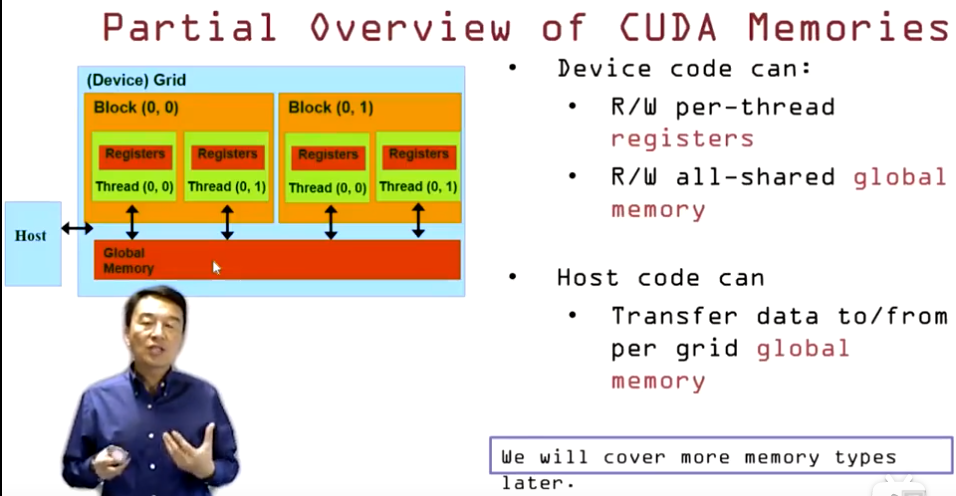 Partial Overview of CUDA Memories
(Device) Grid
Block (0, 0)
Block (0, 1)
Registers
Registers
Registers
Registers
Thread (0, 0)
Thread (0, 1)
Thread (0, 0)
Thread (0, 1)
Host
Global
Memory
• Device code can:
• R/W per-thread
registers
• R/W all-shared global
memory
• Host code can
• Transfer data to/from
per grid global
memory
We will cover more memory types
later.